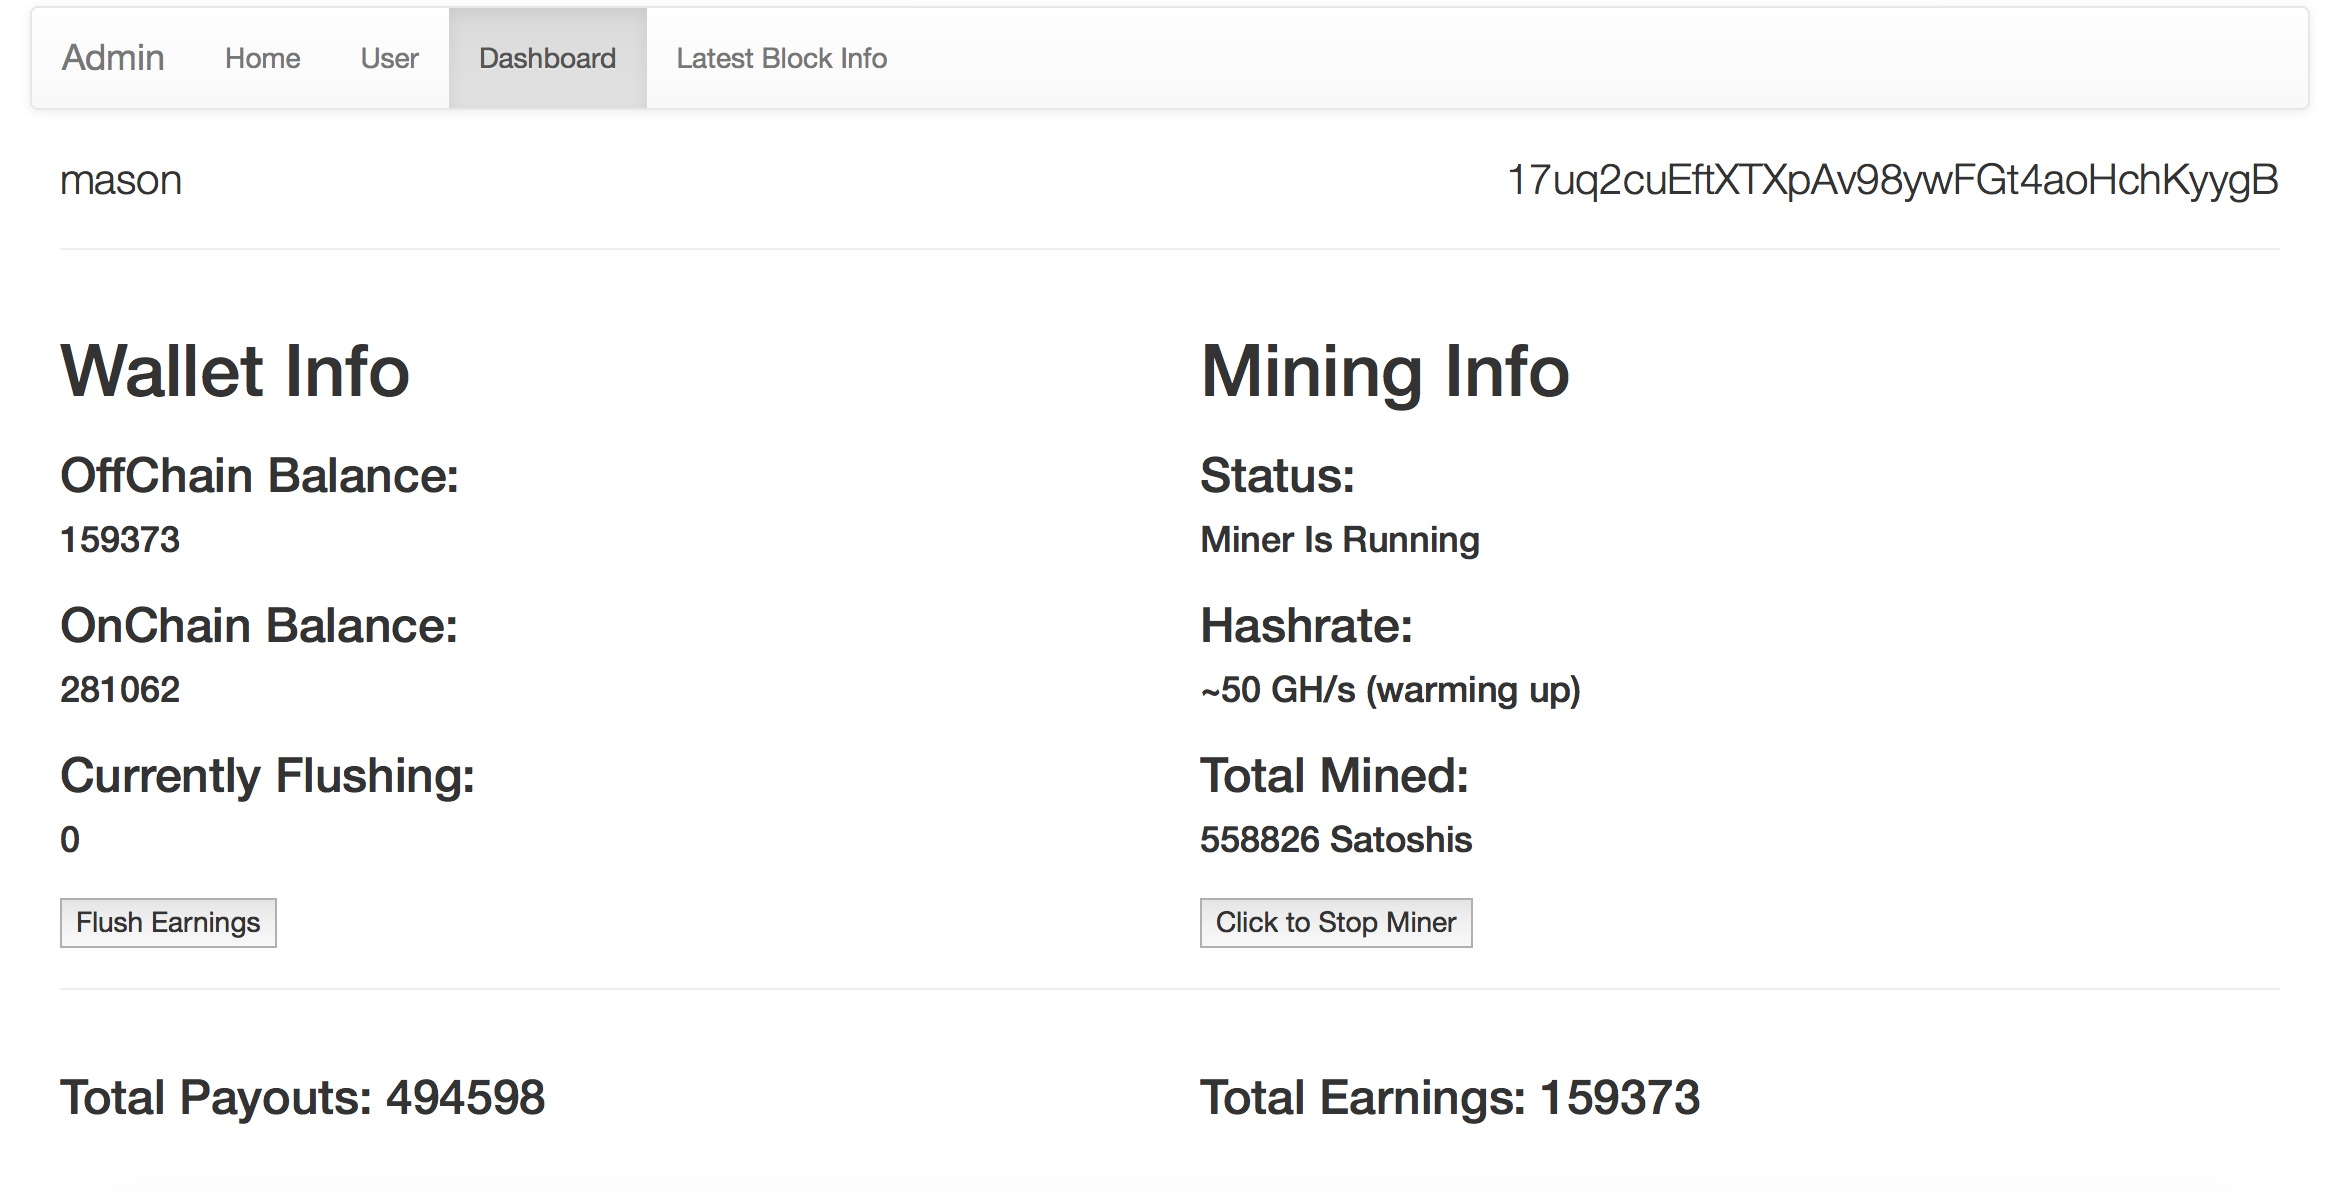 Admin Home User Dashboard Latest Block Info
mason
17uq2cuEftXTXpAv98ywFGt4aoHchKyygB
Wallet Info
OffChain Balance:
159373
OnChain Balance:
281062
Currently Flushing:
0
Flush Earnings
Mining Info
Status:
Miner Is Running
Hashrate:
~50 GH/s (warming up)
Total Mined:
558826 Satoshis
Click to Stop Miner
Total Payouts: 494598
Total Earnings: 159373